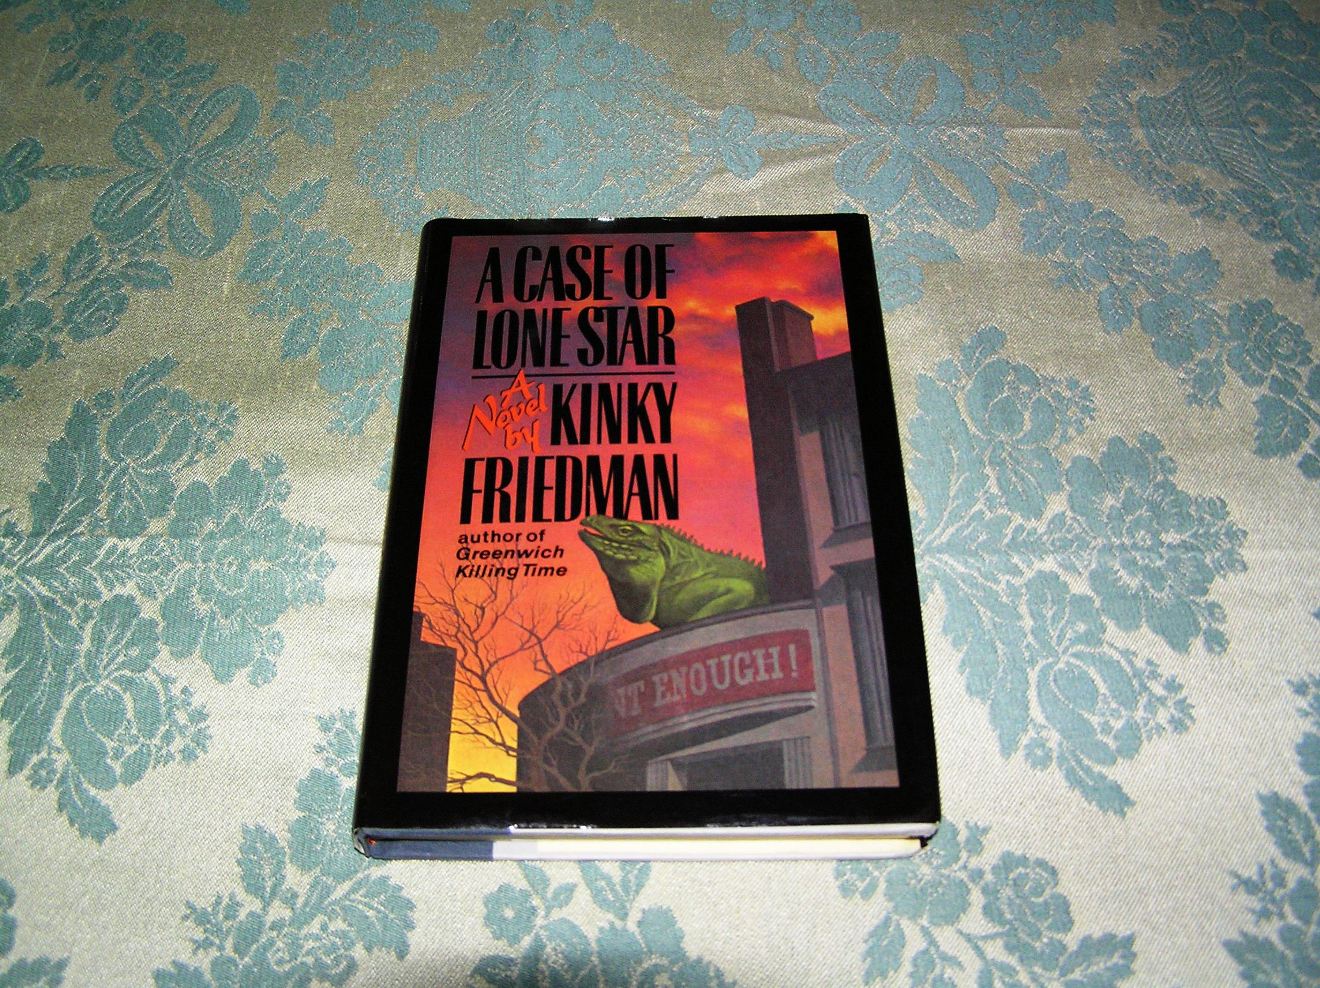 A CASE OF
LONE STAR
A
Novel
by
KINKY
FRIEDMAN
author of
Greenwich
Killing Time
NT ENOUGH!